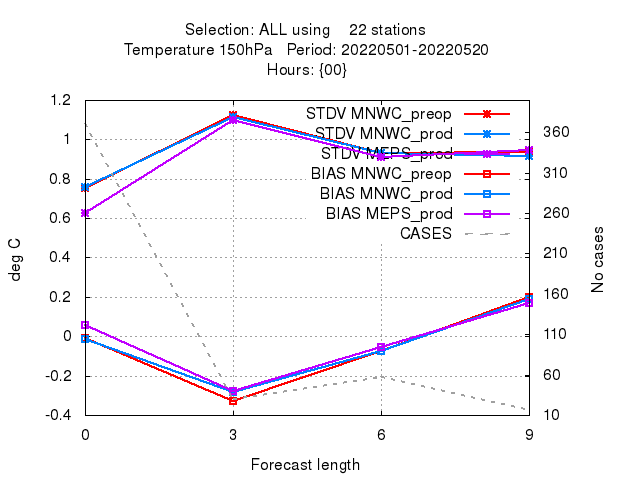 Selection: ALL using 22 stations
Temperature 150hPa Period: 20220501-20220520
Hours: {00}
1.2
1
0.8
0.6
0.4
0.2
0
-0.2
-0.4
deg C
STDV MNWC_preop
STDV MNWC_prod
STDV MEPS_prod
BIAS MNWC_preop
BIAS MNWC_prod
BIAS MEPS_prod
CASES
360
310
260
210
160
110
60
10
No cases
0 3 6 9
Forecast length